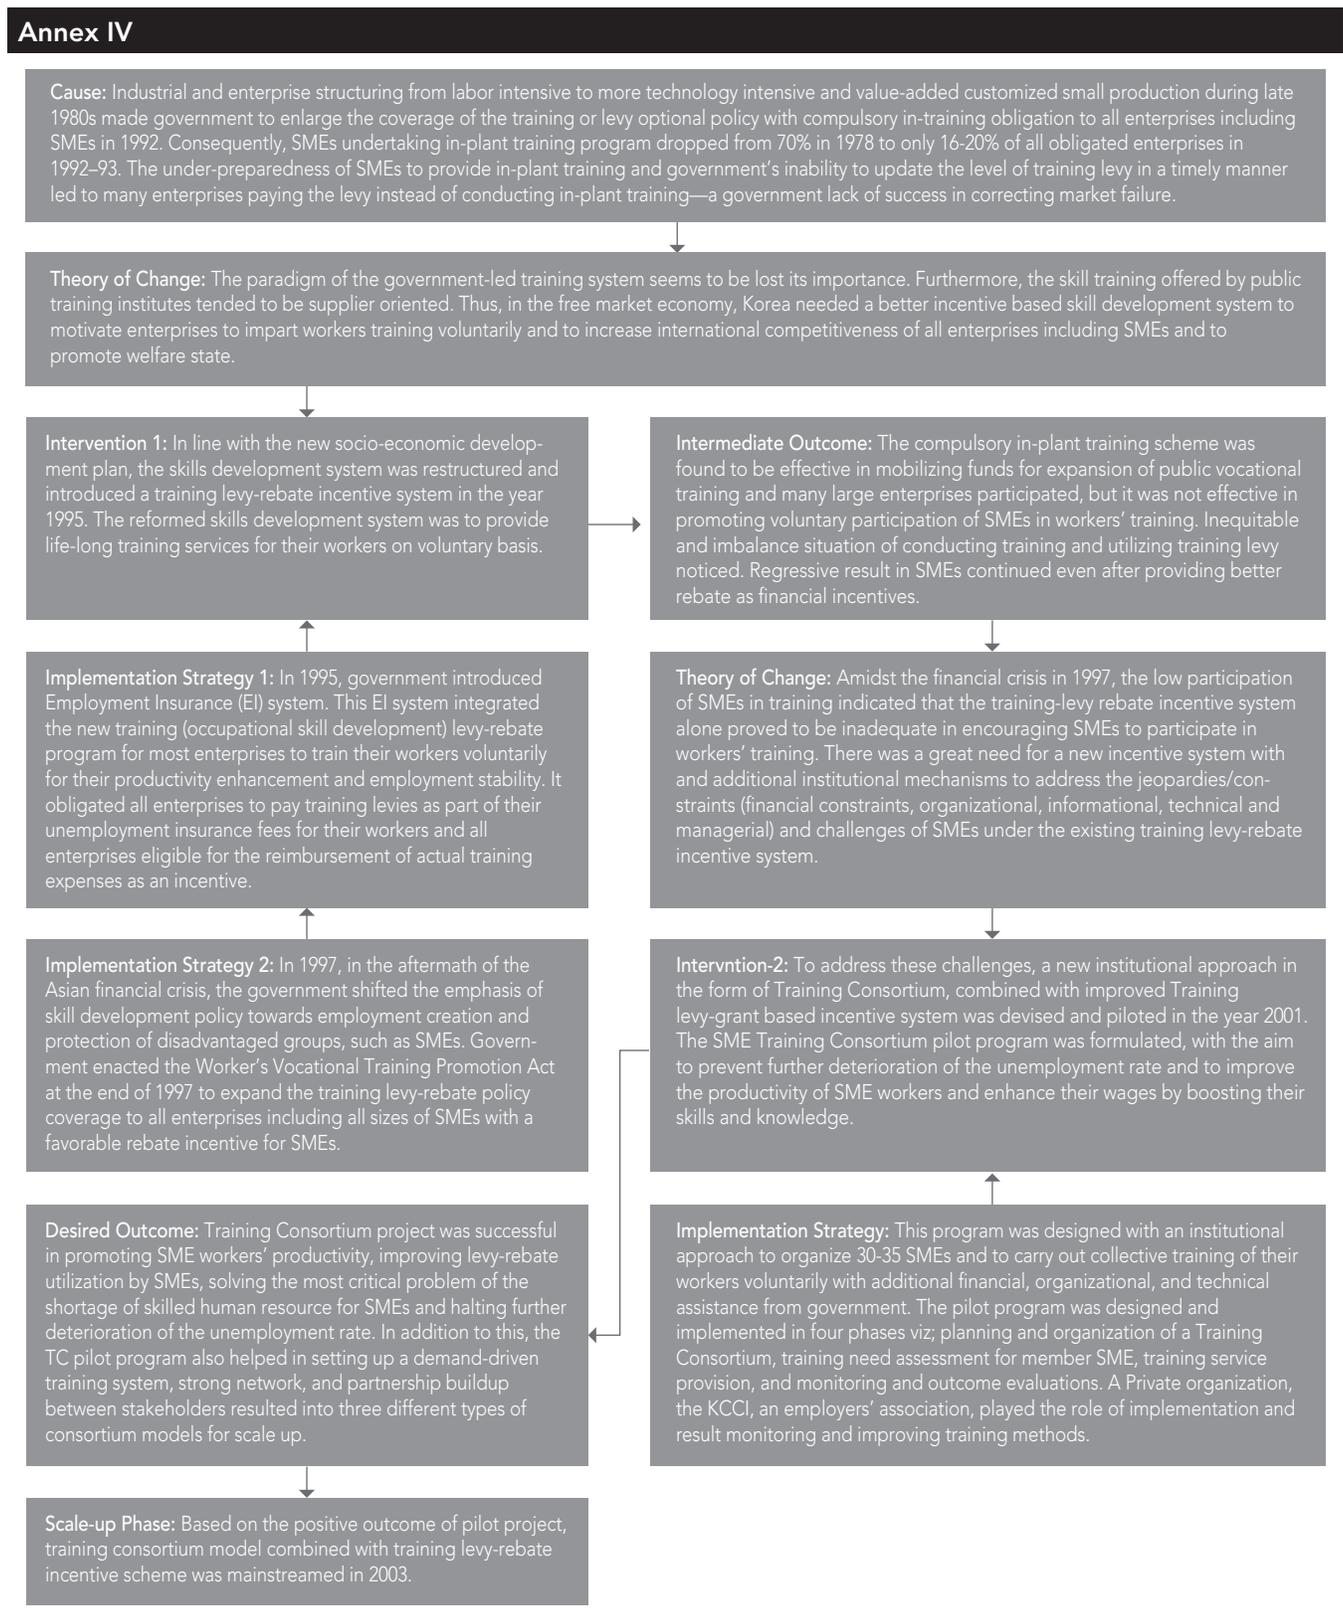 Annex IV
Cause: Industrial and enterprise structuring from labor intensive to more technology intensive and value-added customized small production during late
1980s made government to enlarge the coverage of the training or levy optional policy with compulsory in-training obligation to all enterprises including
SMEs in 1992. Consequently, SMEs undertaking in-plant training program dropped from 70% in 1978 to only 16-20% of all obligated enterprises in
1992–93. The under-preparedness of SMEs to provide in-plant training and government's inability to update the level of training levy in a timely manner
led to many enterprises paying the levy instead of conducting in-plant training—a government lack of success in correcting market failure.
Theory of Change: The paradigm of the government-led training system seems to be lost its importance. Furthermore, the skill training offered by public
training institutes tended to be supplier oriented. Thus, in the free market economy, Korea needed a better incentive based skill development system to
motivate enterprises to impart workers training voluntarily and to increase international competitiveness of all enterprises including SMEs and to
promote welfare state.
Intervention 1: In line with the new socio-economic develop-
ment plan, the skills development system was restructured and
introduced a training levy-rebate incentive system in the year
1995. The reformed skills development system was to provide
life-long training services for their workers on voluntary basis.
Intermediate Outcome: The compulsory in-plant training scheme was
found to be effective in mobilizing funds for expansion of public vocational
training and many large enterprises participated, but it was not effective in
promoting voluntary participation of SMEs in workers' training. Inequitable
and imbalance situation of conducting training and utilizing training levy
noticed. Regressive result in SMEs continued even after providing better
rebate as financial incentives.
Implementation Strategy 1: In 1995, government introduced
Employment Insurance (EI) system. This EI system integrated
the new training (occupational skill development) levy-rebate
program for most enterprises to train their workers voluntarily
for their productivity enhancement and employment stability. It
obligated all enterprises to pay training levies as part of their
unemployment insurance fees for their workers and all
enterprises eligible for the reimbursement of actual training
expenses as an incentive.
Theory of Change: Amidst the financial crisis in 1997, the low participation
of SMEs in training indicated that the training-levy rebate incentive system
alone proved to be inadequate in encouraging SMEs to participate in
workers' training. There was a great need for a new incentive system with
and additional institutional mechanisms to address the jeopardies/con-
straints (financial constraints, organizational, informational, technical and
managerial) and challenges of SMEs under the existing training levy-rebate
incentive system.
Implementation Strategy 2: In 1997, in the aftermath of the
Asian financial crisis, the government shifted the emphasis of
skill development policy towards employment creation and
protection of disadvantaged groups, such as SMEs. Govern-
ment enacted the Worker's Vocational Training Promotion Act
at the end of 1997 to expand the training levy-rebate policy
coverage to all enterprises including all sizes of SMEs with a
favorable rebate incentive for SMEs.
Intervntion-2: To address these challenges, a new institutional approach in
the form of Training Consortium, combined with improved Training
levy-grant based incentive system was devised and piloted in the year 2001.
The SME Training Consortium pilot program was formulated, with the aim
to prevent further deterioration of the unemployment rate and to improve
the productivity of SME workers and enhance their wages by boosting their
skills and knowledge.
Desired Outcome: Training Consortium project was successful
in promoting SME workers' productivity, improving levy-rebate
utilization by SMEs, solving the most critical problem of the
shortage of skilled human resource for SMEs and halting further
deterioration of the unemployment rate. In addition to this, the
TC pilot program also helped in setting up a demand-driven
training system, strong network, and partnership buildup
between stakeholders resulted into three different types of
consortium models for scale up.
Implementation Strategy: This program was designed with an institutional
approach to organize 30-35 SMEs and to carry out collective training of their
workers voluntarily with additional financial, organizational, and technical
assistance from government. The pilot program was designed and
implemented in four phases viz; planning and organization of a Training
Consortium, training need assessment for member SME, training service
provision, and monitoring and outcome evaluations. A Private organization,
the KCCI, an employers' association, played the role of implementation and
result monitoring and improving training methods.
Scale-up Phase: Based on the positive outcome of pilot project,
training consortium model combined with training levy-rebate
incentive scheme was mainstreamed in 2003.